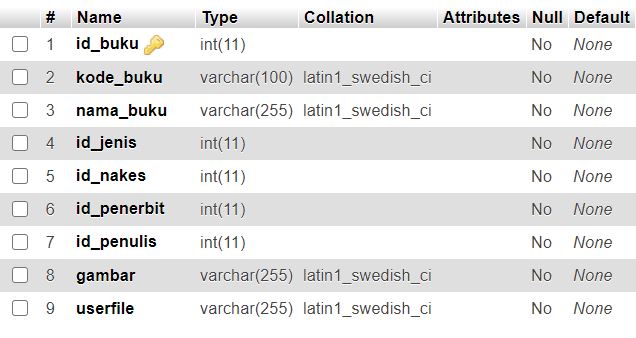 # Name Type Collation Attributes Null Default
1 id_buku int(11) No None
2 kode_buku varchar(100) latin1_swedish_ci No None
3 nama_buku varchar(255) latin1_swedish_ci No None
4 id_jenis int(11) No None
5 id_nakes int(11) No None
6 id_penerbit int(11) No None
7 id_penulis int(11) No None
8 gambar varchar(255) latin1_swedish_ci No None
9 userfile varchar(255) latin1_swedish_ci No None